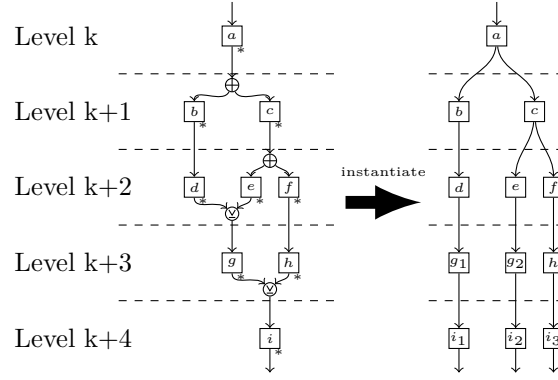 Level k a * a
⊕
Level k+1 b * c * b c
⊕
instantiate
Level k+2 d * e * f * d e f
⊻
Level k+3 g * h * g₁ g₂ h
⊻
Level k+4 i * i₁ i₂ i₃